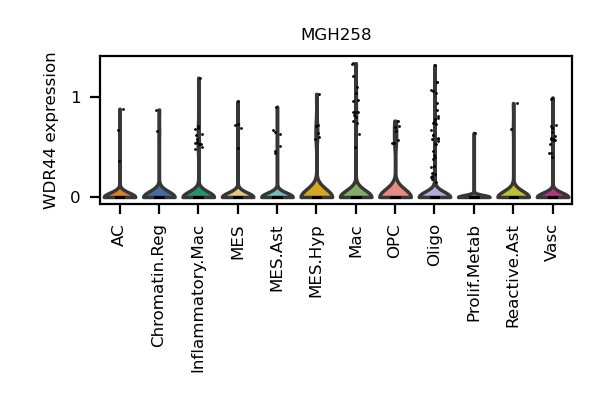 MGH258
WDR44 expression
1
0
AC
Chromatin.Reg
Inflammatory.Mac
MES
MES.Ast
MES.Hyp
Mac
OPC
Oligo
Prolif.Metab
Reactive.Ast
Vasc